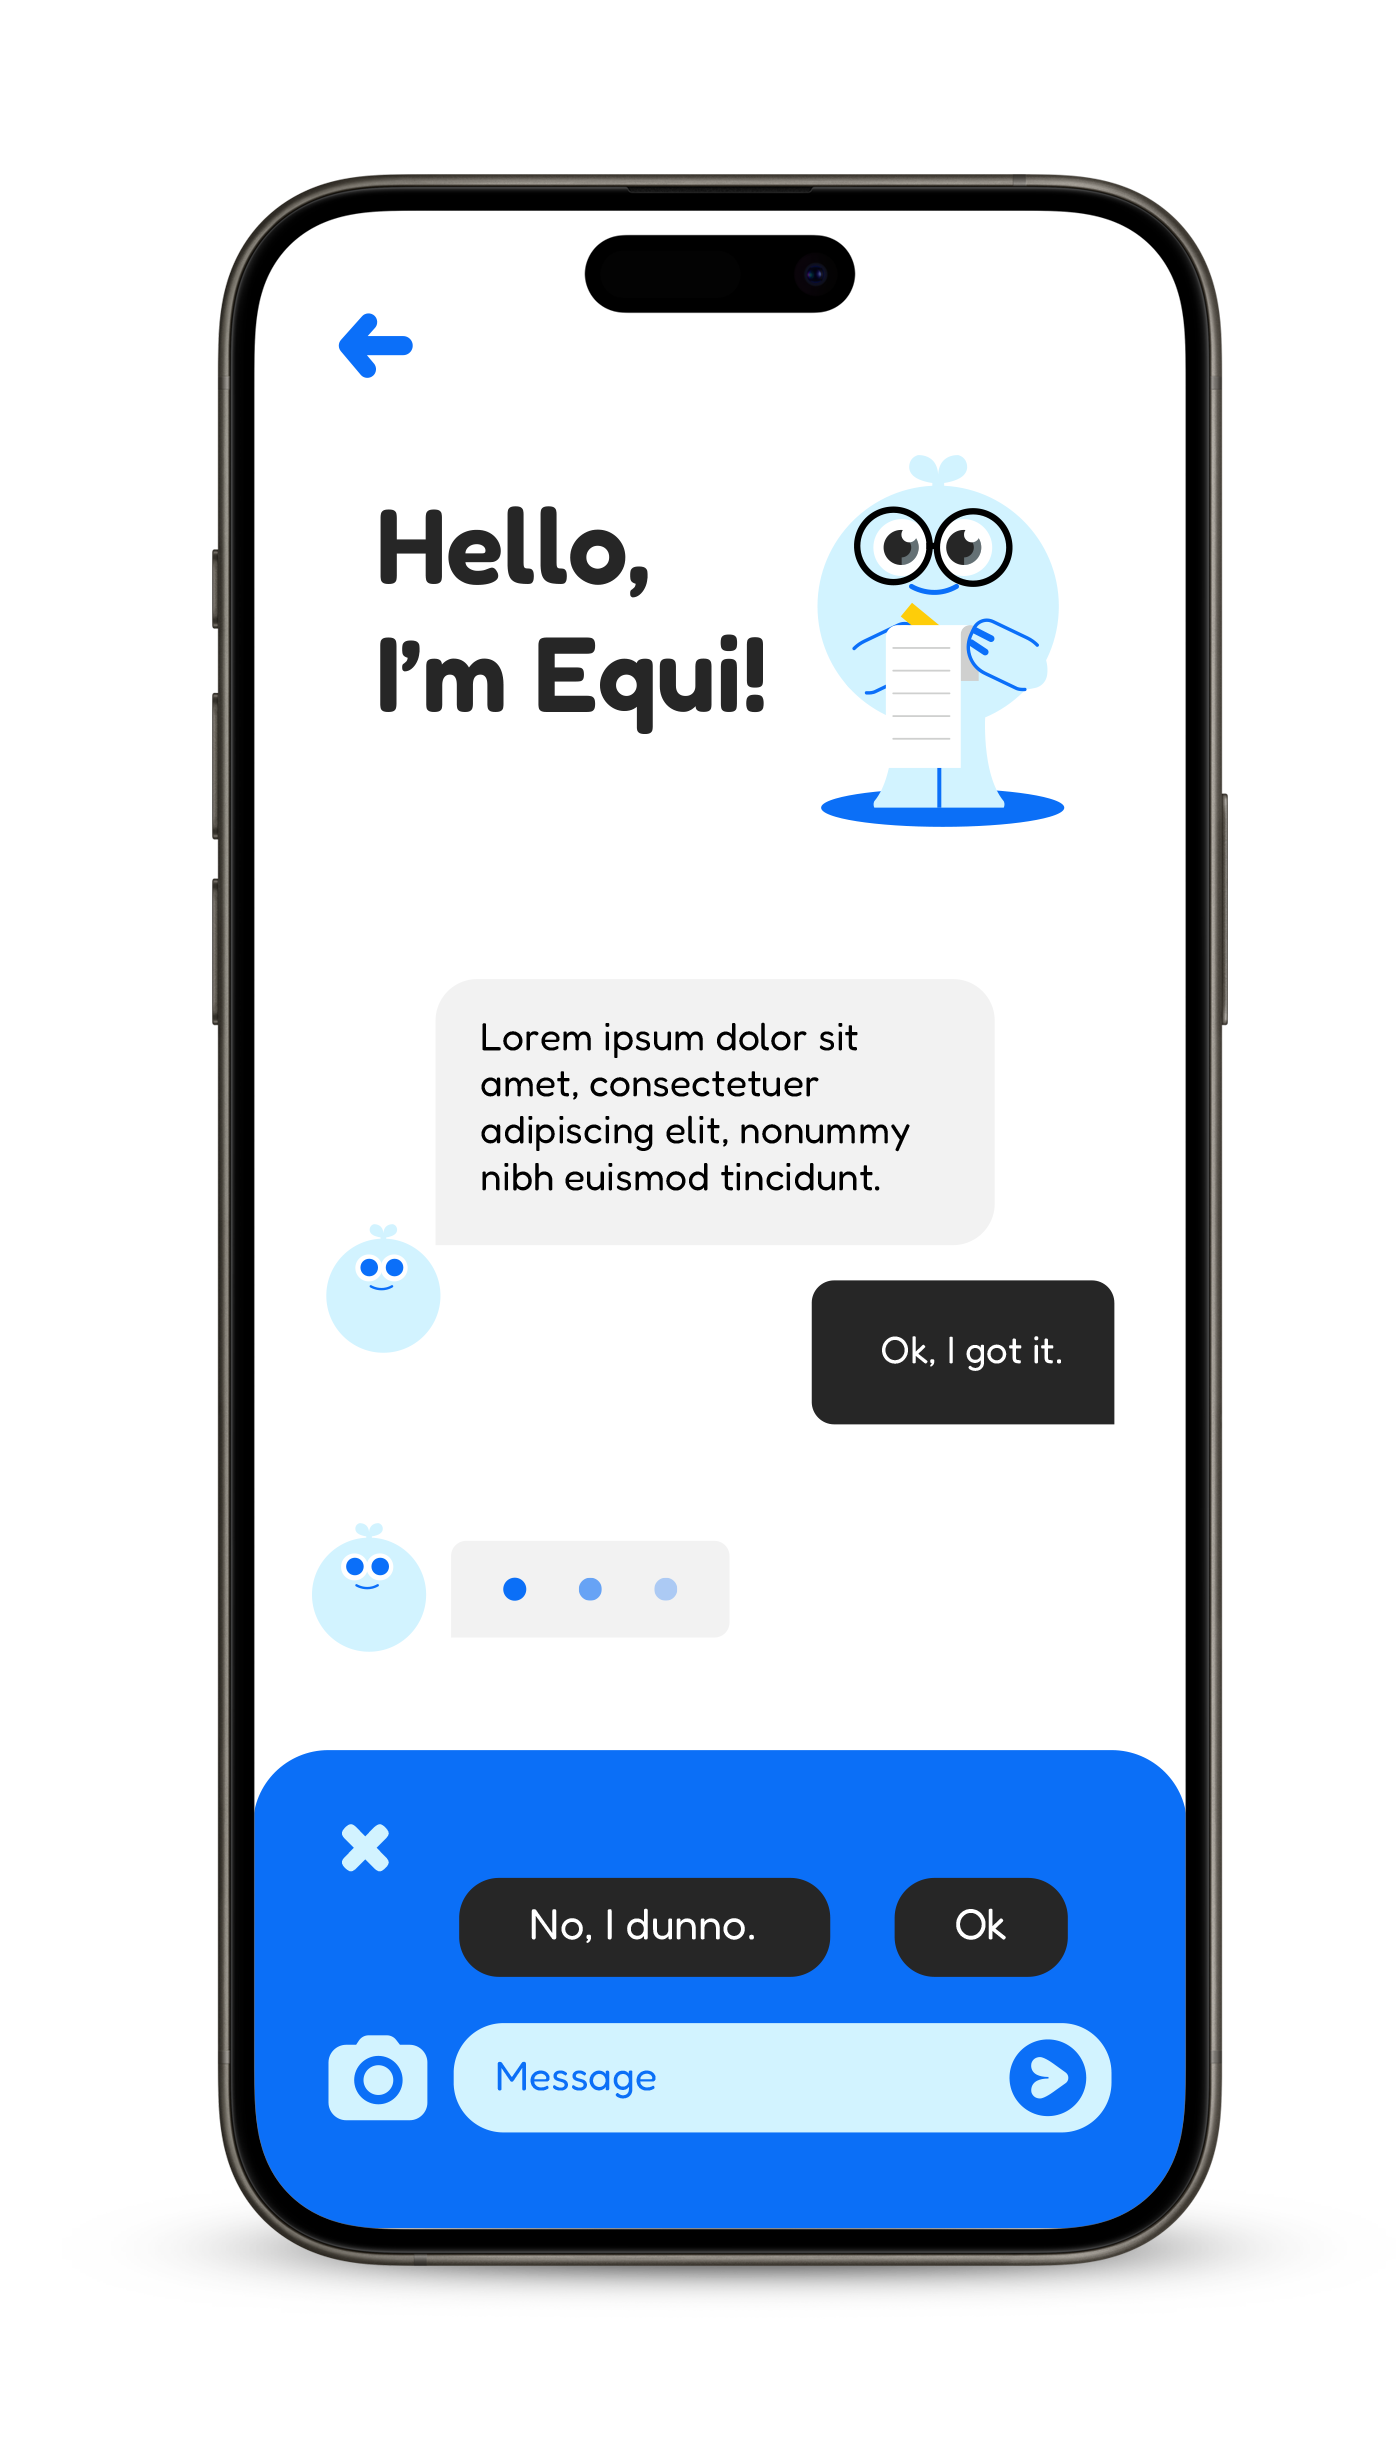 Hello,
I’m Equi!
Lorem ipsum dolor sit
amet, consectetuer
adipiscing elit, nonummy
nibh euismod tincidunt.
Ok, I got it.
No, I dunno.
Ok
Message